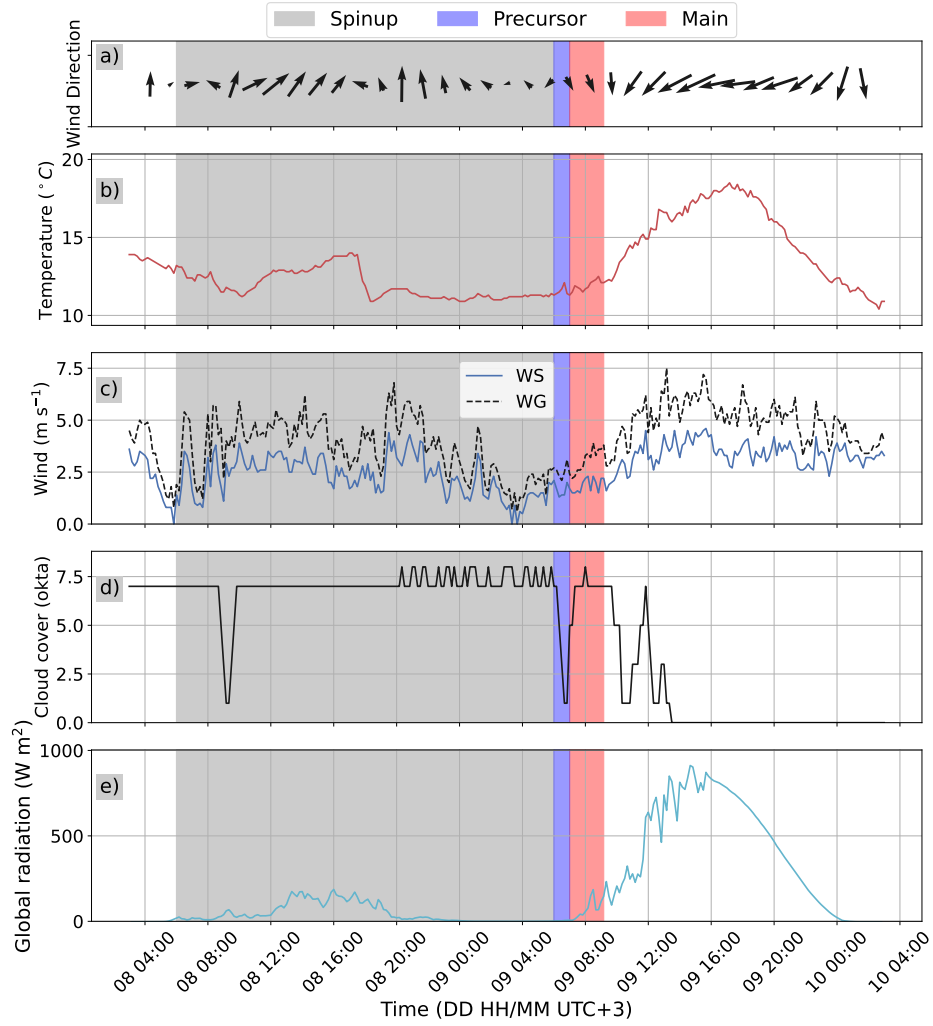 Spinup Precursor Main
a)
Wind Direction
b)
Temperature (°C)
20
15
10
c)
Wind (m s⁻¹)
7.5
5.0
2.5
0.0
WS
WG
d)
Cloud cover (okta)
7.5
5.0
2.5
0.0
e)
Global radiation (W m²)
1000
500
0
08 04:00 08 08:00 08 12:00 08 16:00 08 20:00 09 00:00 09 04:00 09 08:00 09 12:00 09 16:00 09 20:00 10 00:00 10 04:00
Time (DD HH/MM UTC+3)